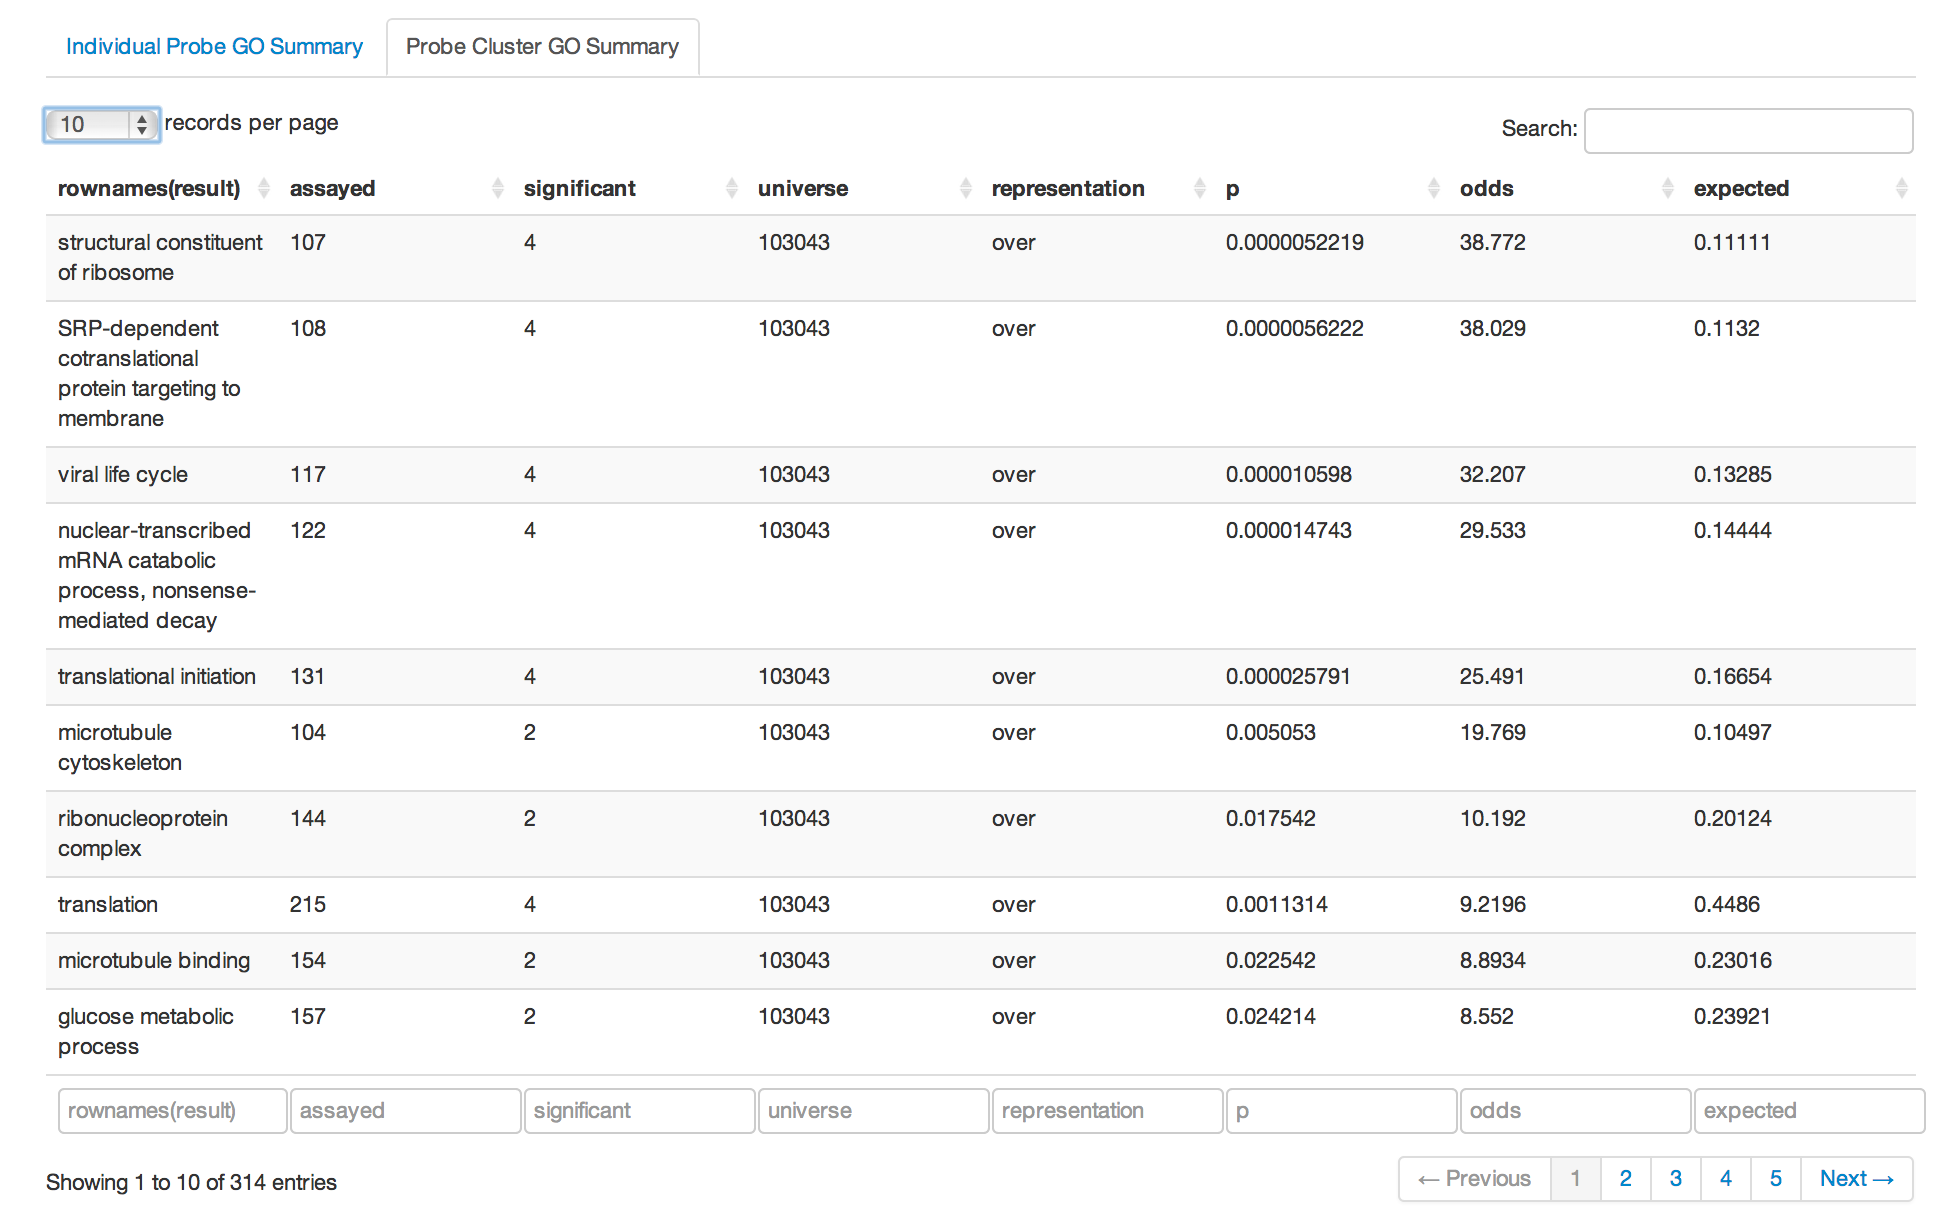 Individual Probe GO Summary Probe Cluster GO Summary
10 records per page Search:
rownames(result) assayed significant universe representation p odds expected
structural constituent 107 4 103043 over 0.0000052219 38.772 0.11111
of ribosome
SRP-dependent 108 4 103043 over 0.0000056222 38.029 0.1132
cotranslational
protein targeting to
membrane
viral life cycle 117 4 103043 over 0.000010598 32.207 0.13285
nuclear-transcribed 122 4 103043 over 0.000014743 29.533 0.14444
mRNA catabolic
process, nonsense-
mediated decay
translational initiation 131 4 103043 over 0.000025791 25.491 0.16654
microtubule 104 2 103043 over 0.005053 19.769 0.10497
cytoskeleton
ribonucleoprotein 144 2 103043 over 0.017542 10.192 0.20124
complex
translation 215 4 103043 over 0.0011314 9.2196 0.4486
microtubule binding 154 2 103043 over 0.022542 8.8934 0.23016
glucose metabolic 157 2 103043 over 0.024214 8.552 0.23921
process
rownames(result) assayed significant universe representation p odds expected
Showing 1 to 10 of 314 entries ← Previous 1 2 3 4 5 Next →